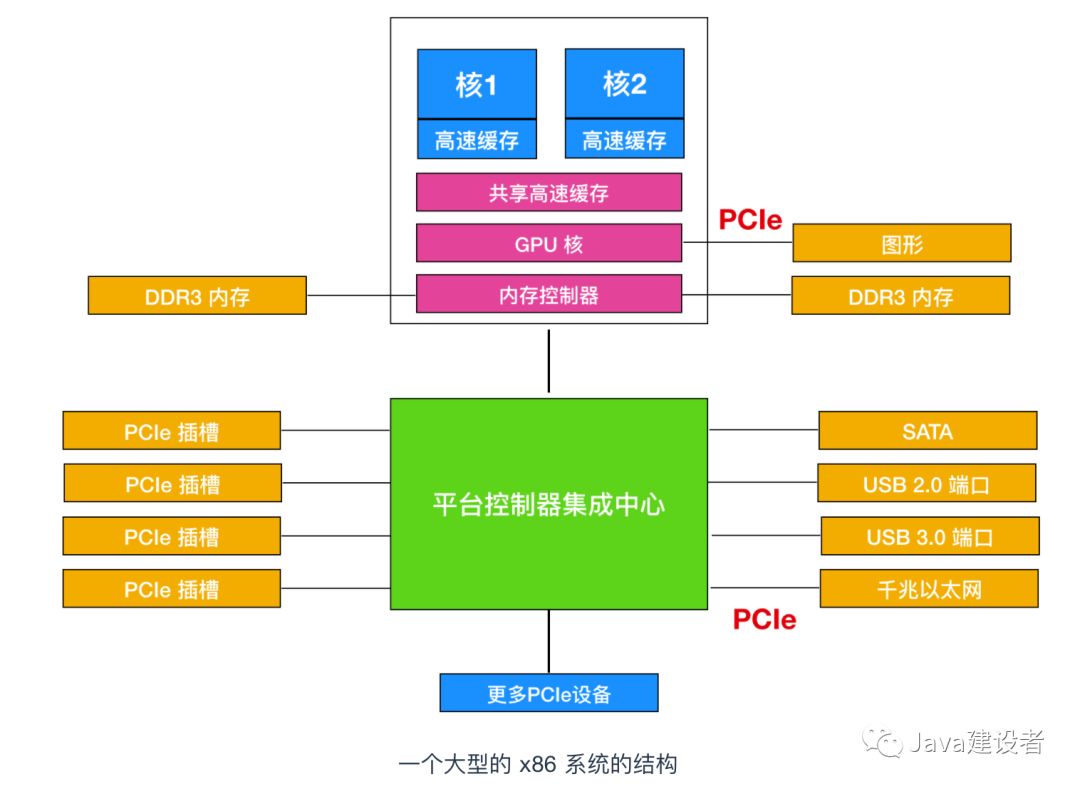 核1
核2
高速缓存
高速缓存
共享高速缓存
PCIe
GPU 核
图形
DDR3 内存
内存控制器
DDR3 内存
PCIe 插槽
SATA
PCIe 插槽
USB 2.0 端口
平台控制器集成中心
PCIe 插槽
USB 3.0 端口
PCIe 插槽
千兆以太网
PCIe
更多PCIe设备
Java建设者
一个大型的 x86 系统的结构